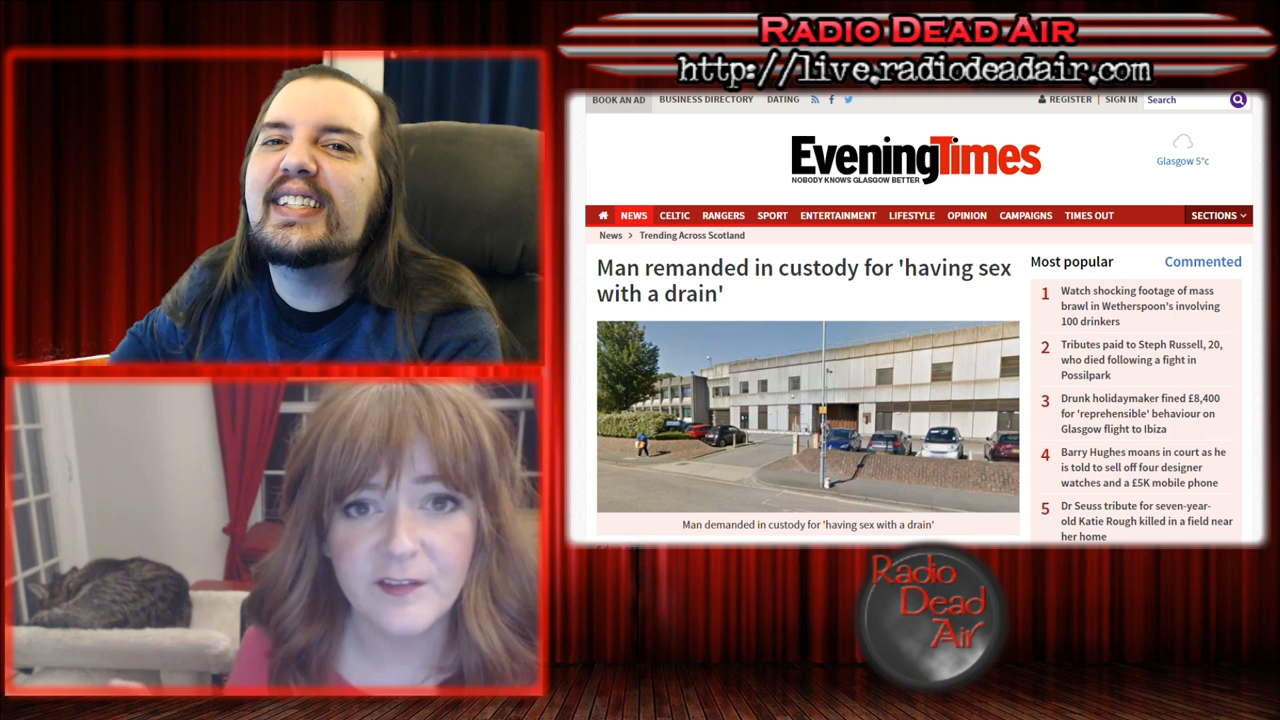 RADIO DEAD AIR
http://live.radiodeadair.com
BOOK AN AD BUSINESS DIRECTORY DATING REGISTER | SIGN IN Search
EveningTimes
NOBODY KNOWS GLASGOW BETTER
Glasgow 5°c
NEWS CELTIC RANGERS SPORT ENTERTAINMENT LIFESTYLE OPINION CAMPAIGNS TIMES OUT SECTIONS
News > Trending Across Scotland
Man remanded in custody for 'having sex
with a drain'
Man demanded in custody for 'having sex with a drain'
Most popular Commented
1 Watch shocking footage of mass
brawl in Wetherspoon's involving
100 drinkers
2 Tributes paid to Steph Russell, 20,
who died following a fight in
Possilpark
3 Drunk holidaymaker fined £8,400
for 'reprehensible' behaviour on
Glasgow flight to Ibiza
4 Barry Hughes moans in court as he
is told to sell off four designer
watches and a £5K mobile phone
5 Dr Seuss tribute for seven-year-
old Katie Rough killed in a field near
her home
Radio
Dead
Air